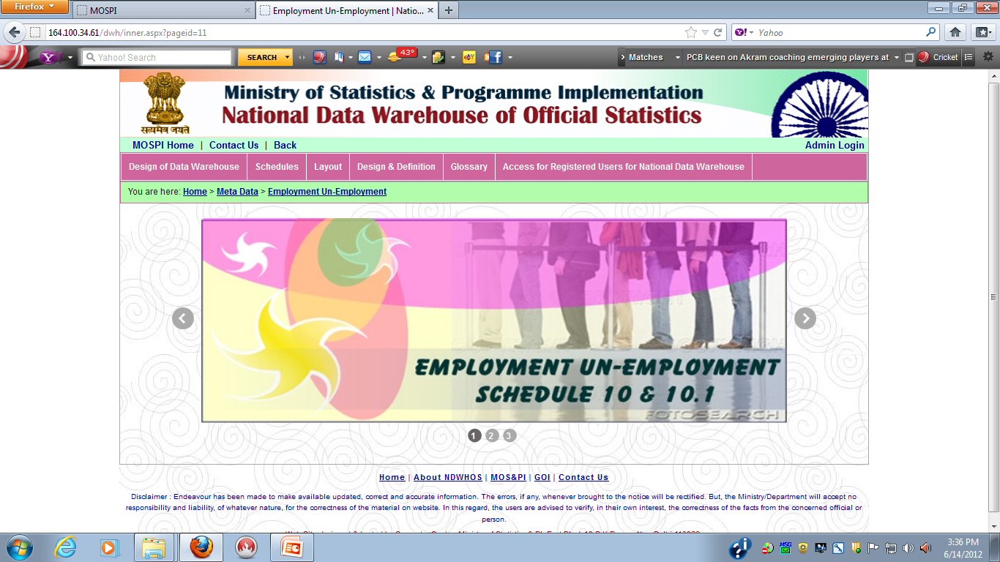 Firefox
MOSPI
Employment Un-Employment | Natio...
164.100.34.61/dwh/inner.aspx?pageid=11
Yahoo
Yahoo! Search
SEARCH
43°
Matches
PCB keen on Akram coaching emerging players at
Cricket
सत्यमेव जयते
Ministry of Statistics & Programme Implementation
National Data Warehouse of Official Statistics
MOSPI Home | Contact Us | Back
Admin Login
Design of Data Warehouse
Schedules
Layout
Design & Definition
Glossary
Access for Registered Users for National Data Warehouse
You are here: Home > Meta Data > Employment Un-Employment
EMPLOYMENT UN-EMPLOYMENT
SCHEDULE 10 & 10.1
FOTOSEARCH
1 2 3
Home | About NDWHOS | MOS&PI | GOI | Contact Us
Disclaimer : Endeavour has been made to make available updated, correct and accurate information. The errors, if any, whenever brought to the notice will be rectified. But, the Ministry/Department will accept no
responsibility and liability, of whatever nature, for the correctness of the material on website. In this regard, the users are advised to verify, in their own interest, the correctness of the facts from the concerned official or
person.
3:36 PM
6/14/2012